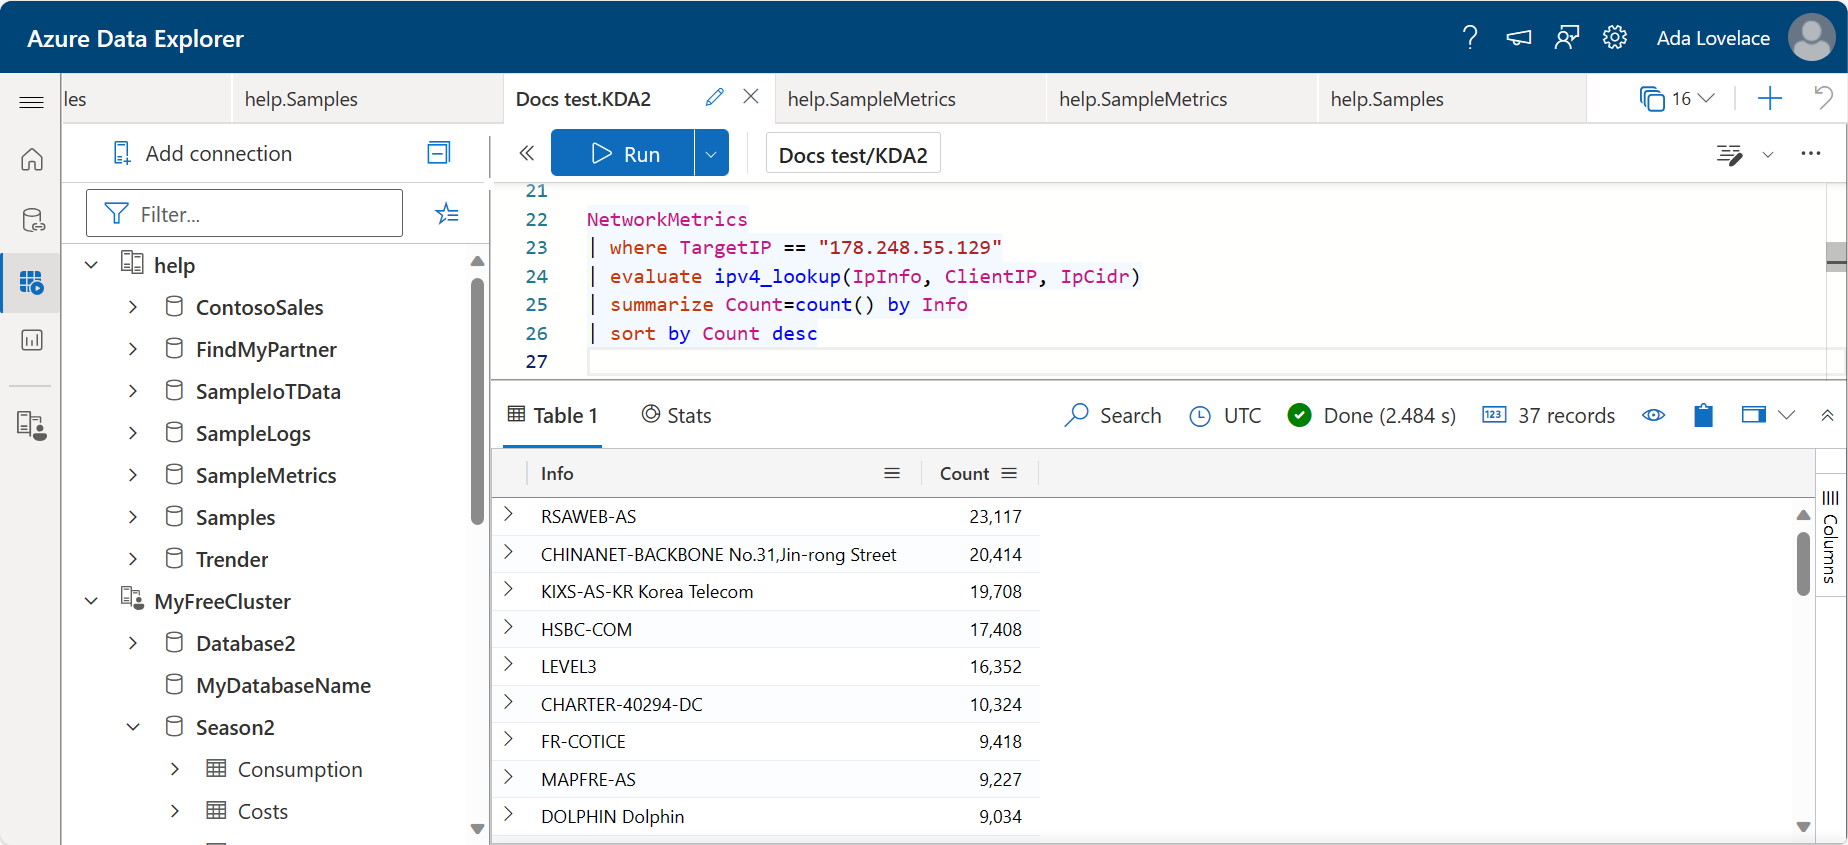 Azure Data Explorer
Ada Lovelace
les
help.Samples
Docs test.KDA2
help.SampleMetrics
help.SampleMetrics
help.Samples
16
Add connection
Run
Docs test/KDA2
Filter...
help
ContosoSales
FindMyPartner
SampleIoTData
SampleLogs
SampleMetrics
Samples
Trender
MyFreeCluster
Database2
MyDatabaseName
Season2
Consumption
Costs
21
22 NetworkMetrics
23 | where TargetIP == "178.248.55.129"
24 | evaluate ipv4_lookup(IpInfo, ClientIP, IpCidr)
25 | summarize Count=count() by Info
26 | sort by Count desc
27
Table 1
Stats
Search
UTC
Done (2.484 s)
123
37 records
Info Count
RSAWEB-AS 23,117
CHINANET-BACKBONE No.31,Jin-rong Street 20,414
KIXS-AS-KR Korea Telecom 19,708
HSBC-COM 17,408
LEVEL3 16,352
CHARTER-40294-DC 10,324
FR-COTICE 9,418
MAPFRE-AS 9,227
DOLPHIN Dolphin 9,034
Columns